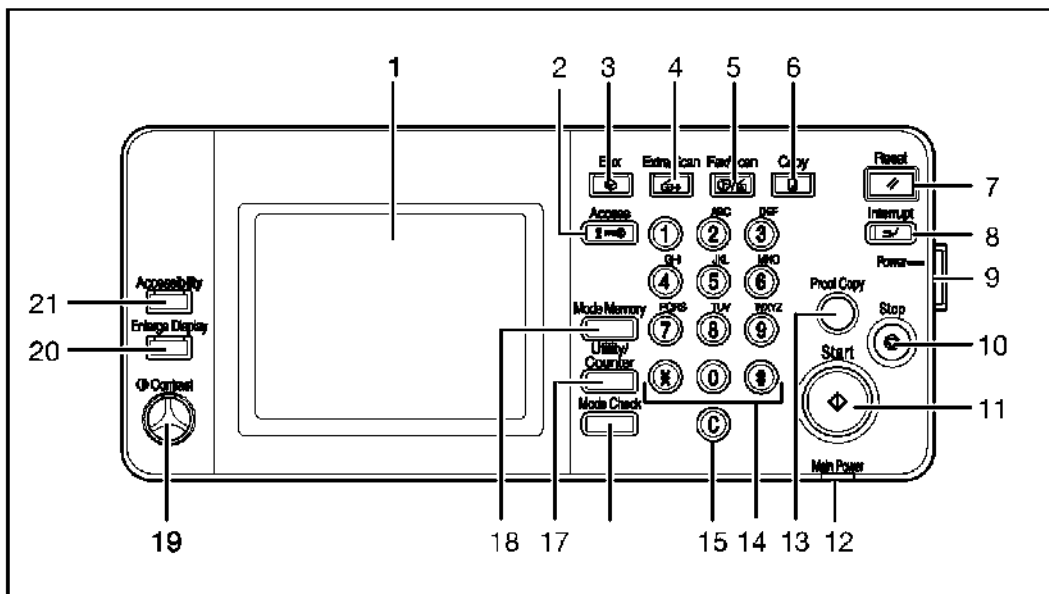 1
2
3
4
5
6
Box
Extra Scan
Fax/Scan
Copy
Reset
7
Access
ABC
DEF
1
2
3
Interrupt
8
GHI
JKL
MNO
4
5
6
Power
9
21
Accessibility
Proof Copy
Mode Memory
PQRS
TUV
WXYZ
Stop
20
Enlarge Display
7
8
9
10
Utility/
Counter
Start
Contrast
0
#
11
Mode Check
C
Main Power
19
18
17
15
14
13
12